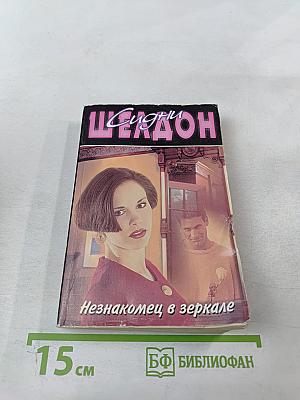 Сидни
ШЕЛДОН
Незнакомец в зеркале
15 см
БФ БИБЛИОФАН